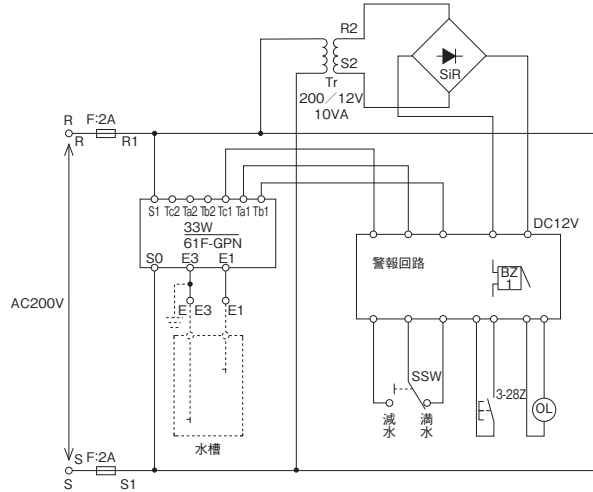 R2
S2
SiR
Tr
200／12V
10VA
R F:2A
R R1
S1 Tc2 Ta2 Tb2 Tc1 Ta1 Tb1
33W
61F-GPN
S0 E3 E1
DC12V
警報回路
BZ
1
AC200V
E E3 E1
SSW
3-28Z
OL
減水
満水
水槽
S F:2A
S S1